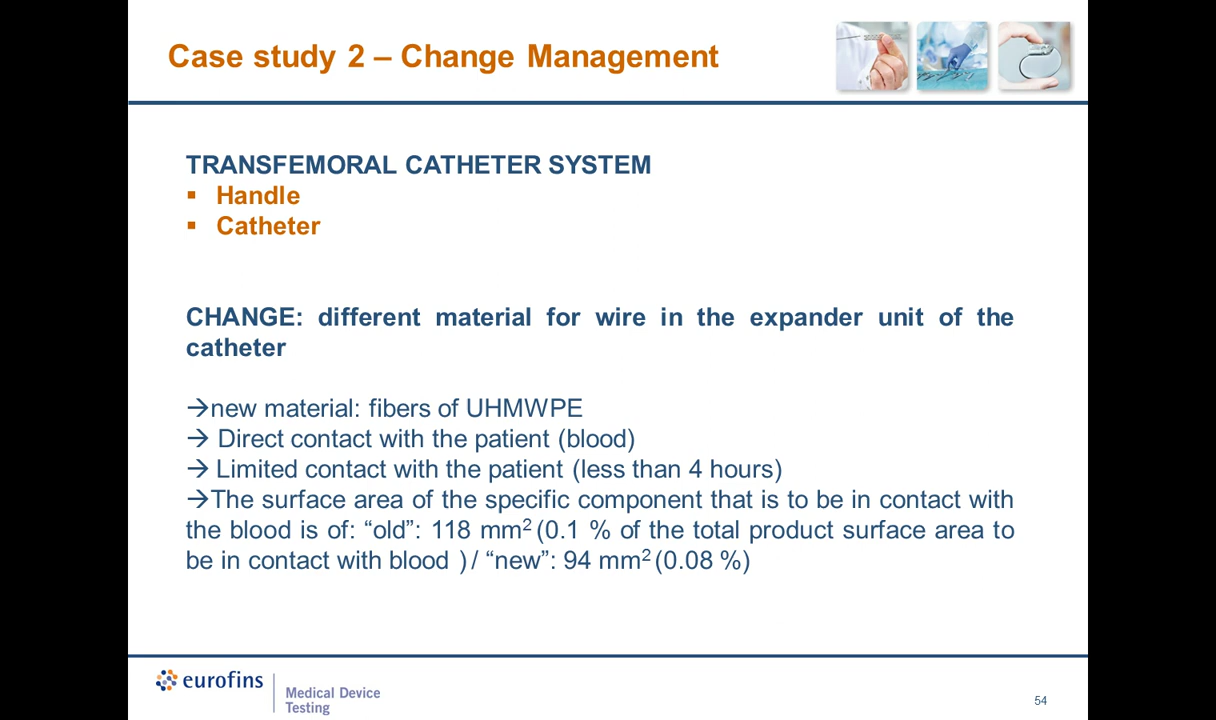 Case study 2 – Change Management
TRANSFEMORAL CATHETER SYSTEM
▪ Handle
▪ Catheter
CHANGE: different material for wire in the expander unit of the
catheter
→new material: fibers of UHMWPE
→ Direct contact with the patient (blood)
→ Limited contact with the patient (less than 4 hours)
→The surface area of the specific component that is to be in contact with
the blood is of: “old”: 118 mm² (0.1 % of the total product surface area to
be in contact with blood ) / “new”: 94 mm² (0.08 %)
eurofins
Medical Device
Testing
54